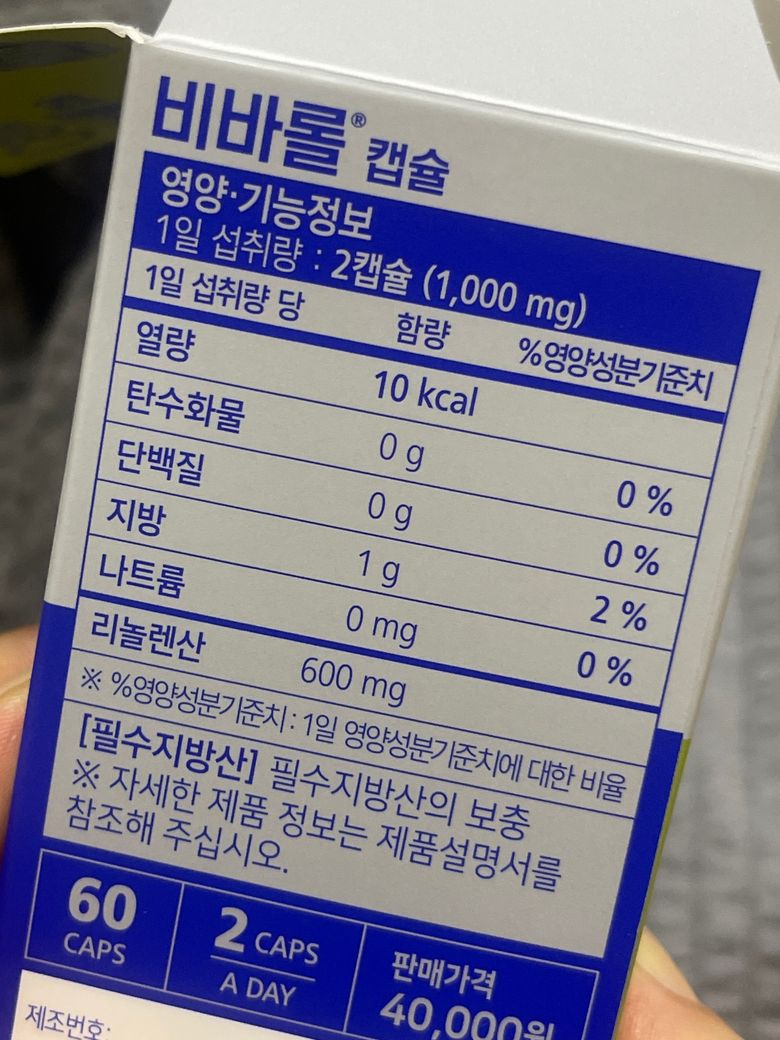 비바롤® 캡슐
영양·기능정보
1일 섭취량 : 2캡슐 (1,000 mg)
1일 섭취량 당 함량 %영양성분기준치
열량 10 kcal
탄수화물 0 g 0 %
단백질 0 g 0 %
지방 1 g 2 %
나트륨 0 mg 0 %
리놀렌산 600 mg
※ %영양성분기준치 : 1일 영양성분기준치에 대한 비율
[필수지방산] 필수지방산의 보충
※ 자세한 제품 정보는 제품설명서를
참조해 주십시오.
60
CAPS
2 CAPS
A DAY
판매가격
40,000원
제조번호: